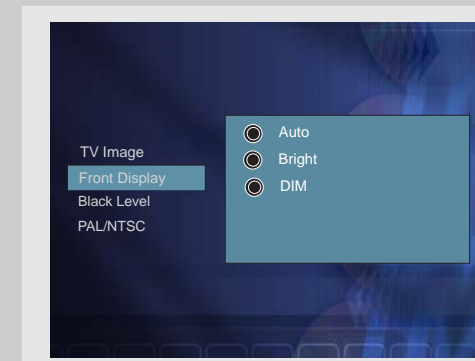 TV Image
Front Display
Black Level
PAL/NTSC
Auto
Bright
DIM